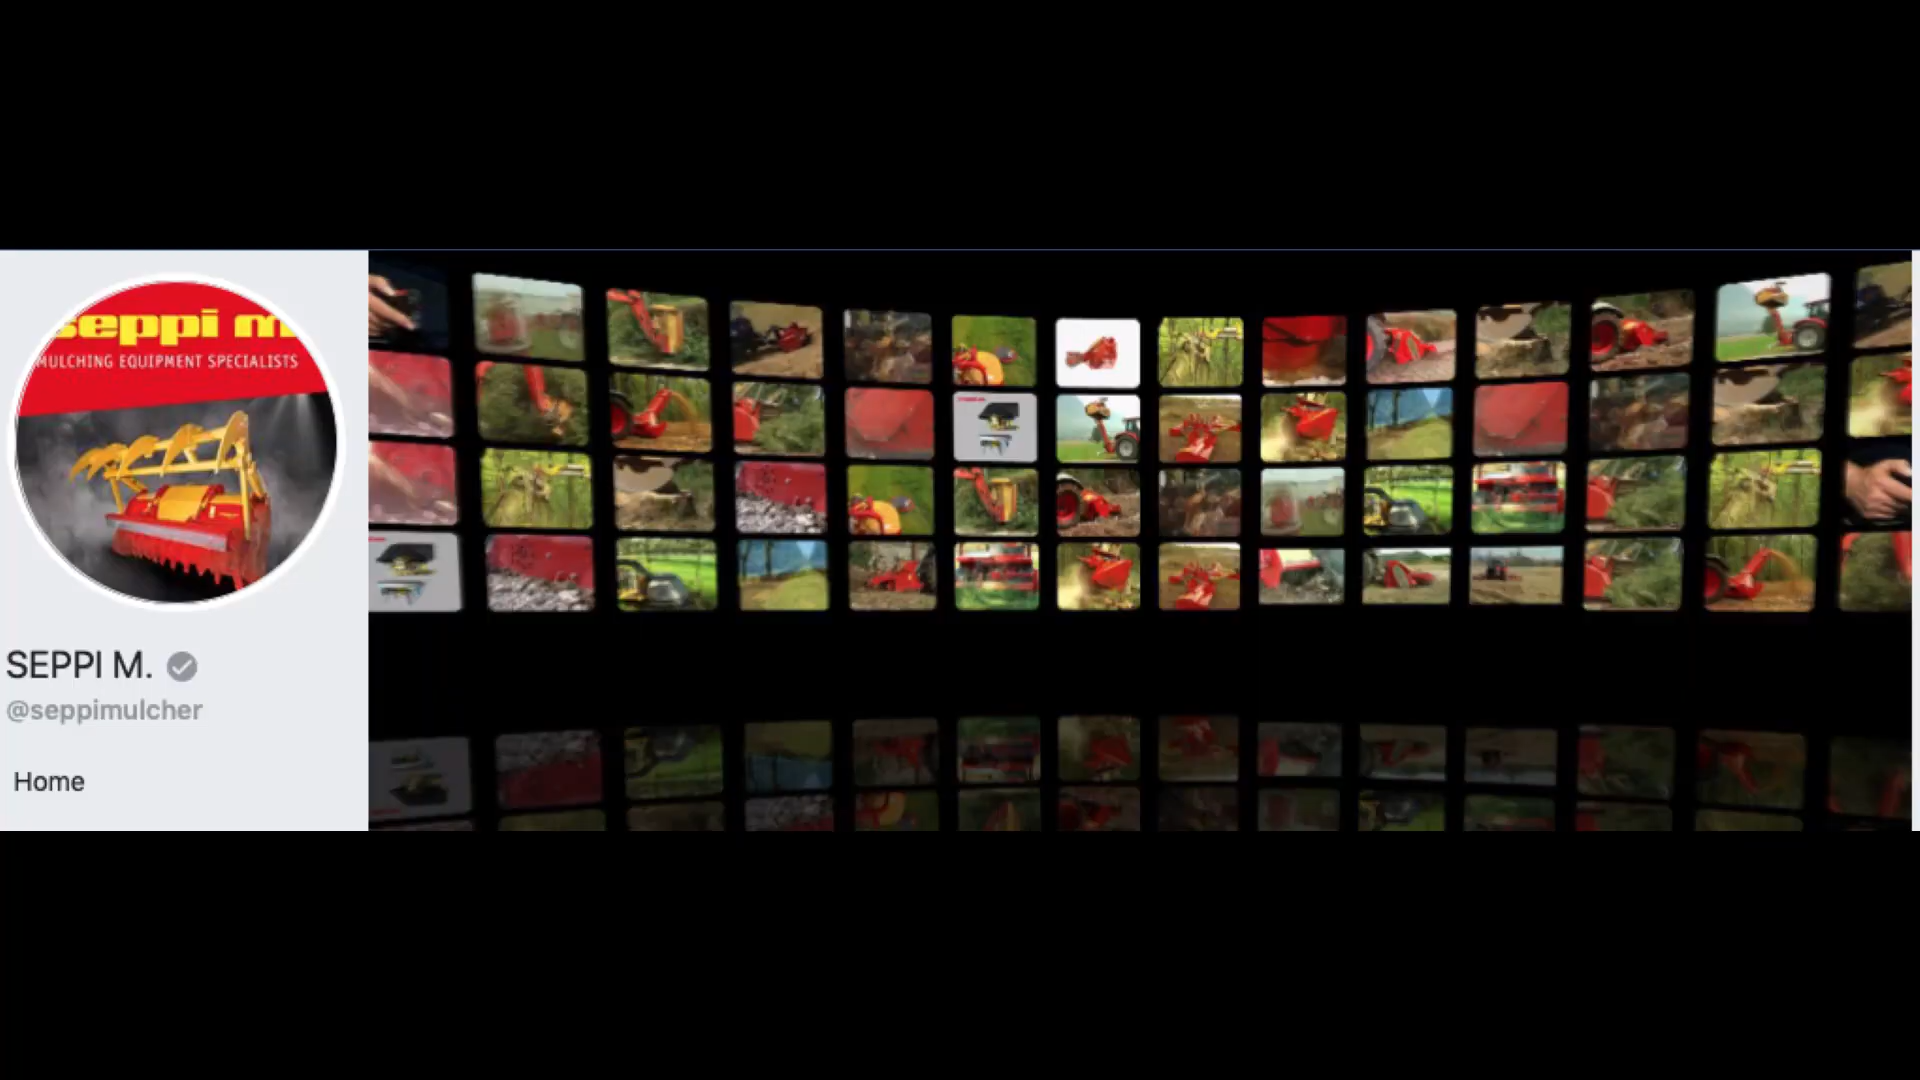 seppi m
MULCHING EQUIPMENT SPECIALISTS
SEPPI M.
@seppimulcher
Home